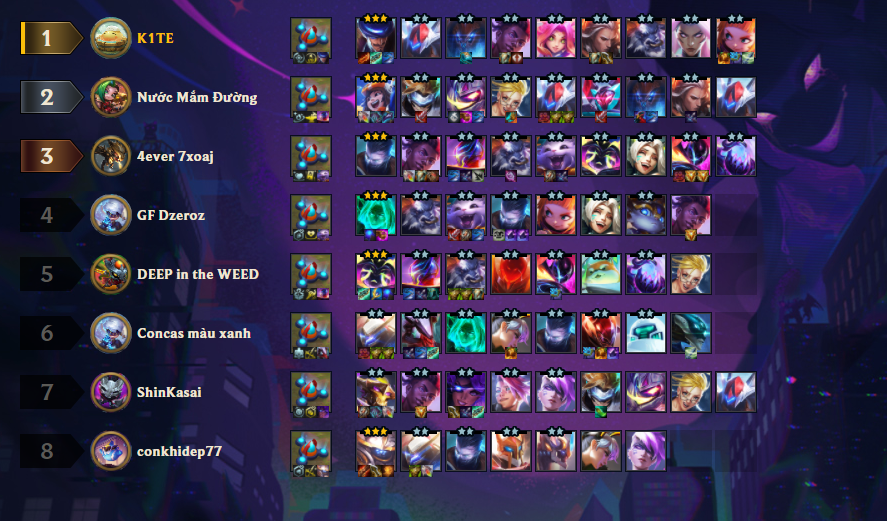 1 K1TE
2 Nước Mắm Đường
3 4ever 7xoaj
4 GF Dzeroz
5 DEEP in the WEED
6 Concas màu xanh
7 ShinKasai
8 conkhidep77